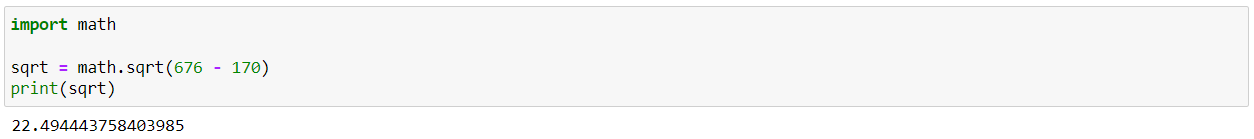 import math
sqrt = math.sqrt(676 - 170)
print(sqrt)
22.494443758403985